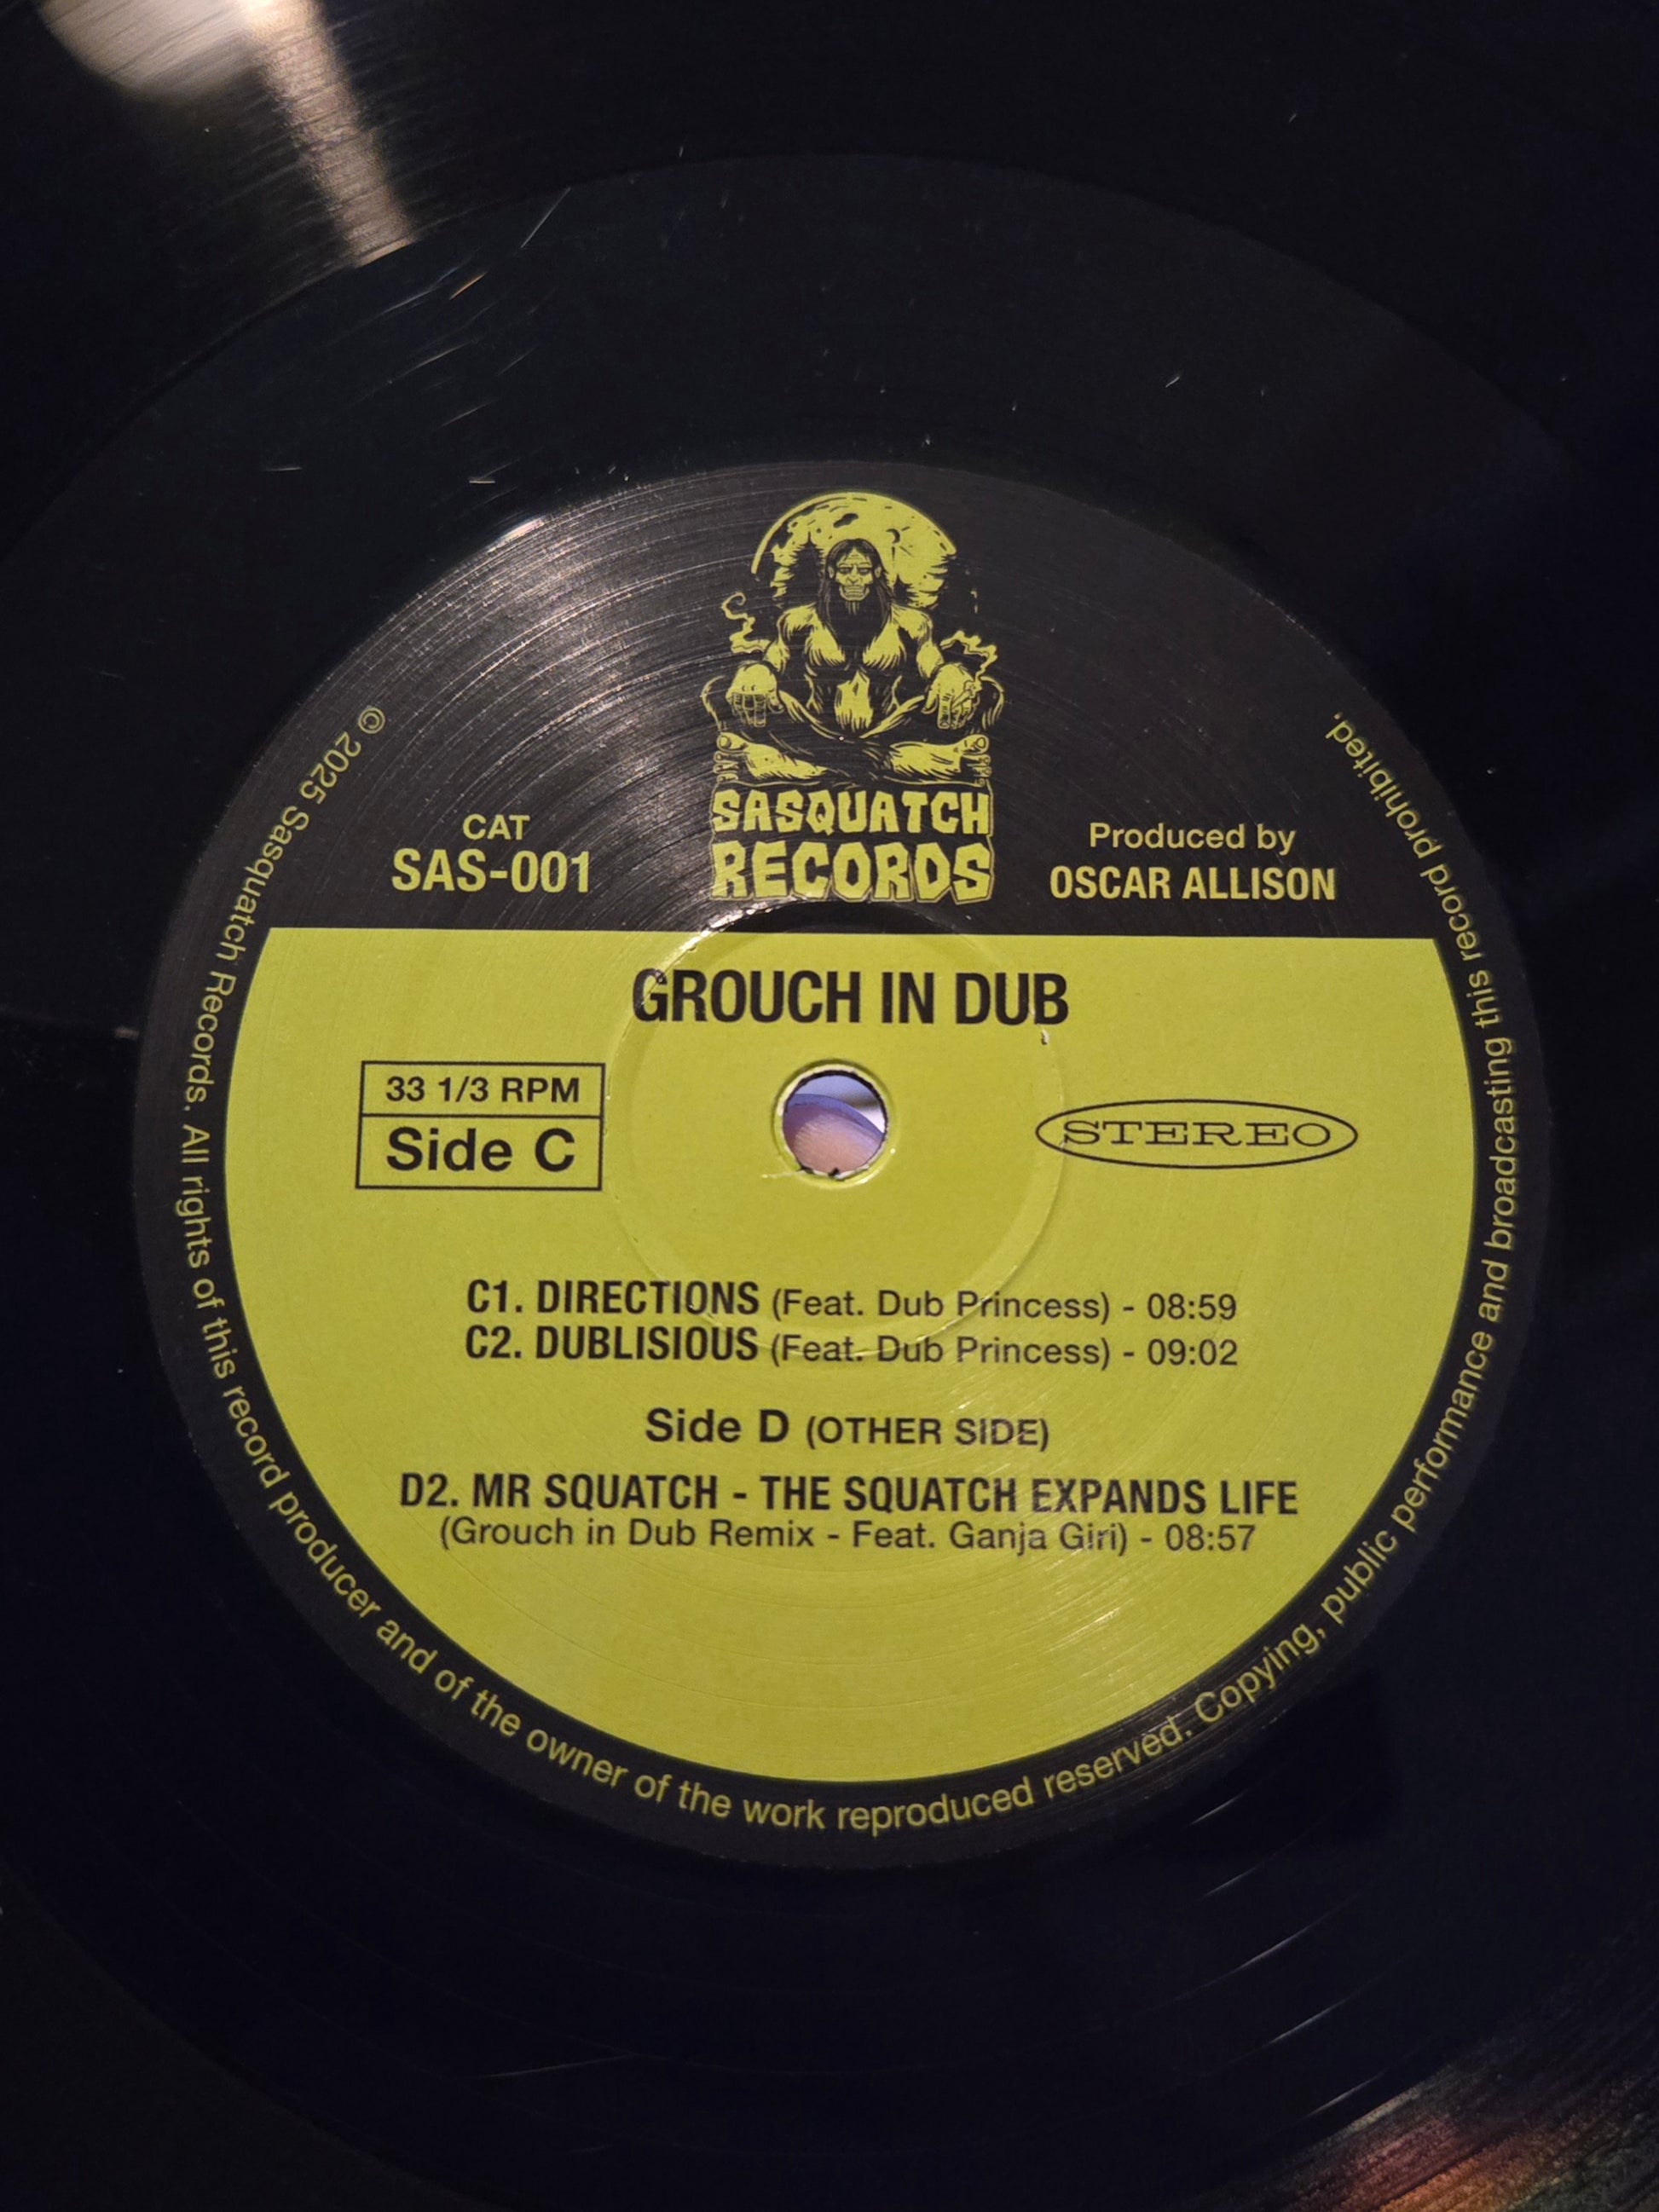 SASQUATCH
RECORDS
CAT
SAS-001
Produced by
OSCAR ALLISON
GROUCH IN DUB
33 1/3 RPM
Side C
STEREO
C1. DIRECTIONS (Feat. Dub Princess) - 08:59
C2. DUBLISIOUS (Feat. Dub Princess) - 09:02
Side D (OTHER SIDE)
D2. MR SQUATCH - THE SQUATCH EXPANDS LIFE
(Grouch in Dub Remix - Feat. Ganja Giri) - 08:57
© 2025 Sasquatch Records. All rights of this record producer and of the owner of the work reproduced reserved. Copying, public performance and broadcasting this record prohibited.